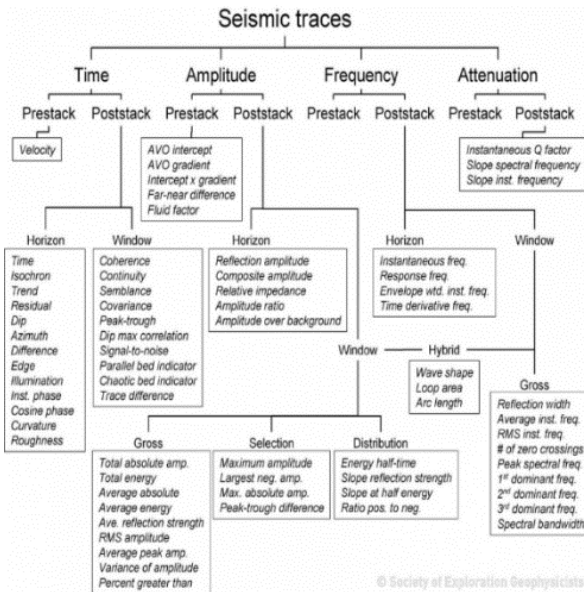 Seismic traces
Time
Amplitude
Frequency
Attenuation
Prestack
Poststack
Prestack
Poststack
Prestack
Poststack
Prestack
Poststack
Velocity
AVO intercept
AVO gradient
Intercept x gradient
Far-near difference
Fluid factor
Instantaneous Q factor
Slope spectral frequency
Slope inst. frequency
Horizon
Time
Isochron
Trend
Residual
Dip
Azimuth
Difference
Edge
Illumination
Inst. phase
Cosine phase
Curvature
Roughness
Window
Coherence
Continuity
Semblance
Covariance
Peak-trough
Dip max correlation
Signal-to-noise
Parallel bed indicator
Chaotic bed indicator
Trace difference
Horizon
Reflection amplitude
Composite amplitude
Relative impedance
Amplitude ratio
Amplitude over background
Horizon
Instantaneous freq.
Response freq.
Envelope wtd. inst. freq.
Time derivative freq.
Window
Window
Hybrid
Wave shape
Loop area
Arc length
Gross
Reflection width
Average inst. freq.
RMS inst. freq.
# of zero crossings
Peak spectral freq.
1st dominant freq.
2nd dominant freq.
3rd dominant freq.
Spectral bandwidth
Gross
Total absolute amp.
Total energy
Average absolute
Average energy
Ave. reflection strength
RMS amplitude
Average peak amp.
Variance of amplitude
Percent greater than
Selection
Maximum amplitude
Largest neg. amp.
Max. absolute amp.
Peak-trough difference
Distribution
Energy half-time
Slope reflection strength
Slope at half energy
Ratio pos. to neg.
© Society of Exploration Geophysicists